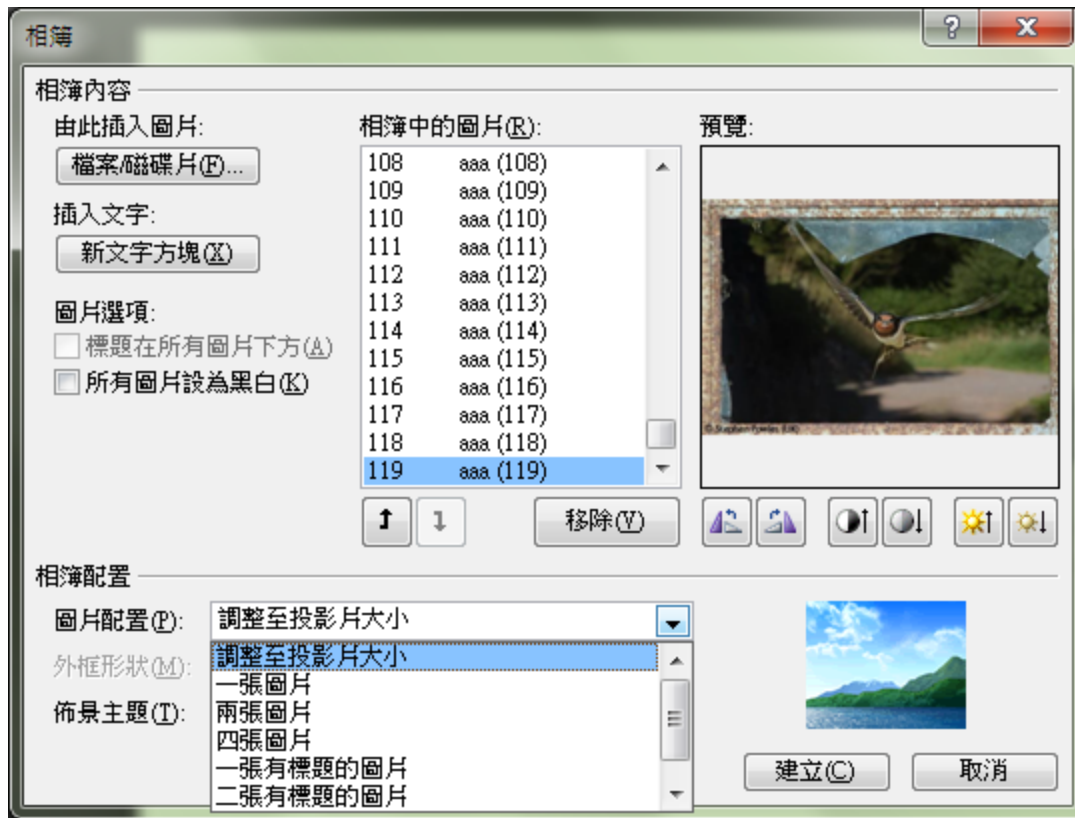 相簿
相簿內容
由此插入圖片:
檔案/磁碟片(F)...
插入文字:
新文字方塊(X)
圖片選項:
標題在所有圖片下方(A)
所有圖片設為黑白(K)
相簿中的圖片(R):
108 aaa (108)
109 aaa (109)
110 aaa (110)
111 aaa (111)
112 aaa (112)
113 aaa (113)
114 aaa (114)
115 aaa (115)
116 aaa (116)
117 aaa (117)
118 aaa (118)
119 aaa (119)
移除(V)
預覽:
相簿配置
圖片配置(P):
調整至投影片大小
外框形狀(M):
佈景主題(T):
調整至投影片大小
一張圖片
兩張圖片
四張圖片
一張有標題的圖片
二張有標題的圖片
建立(C)
取消